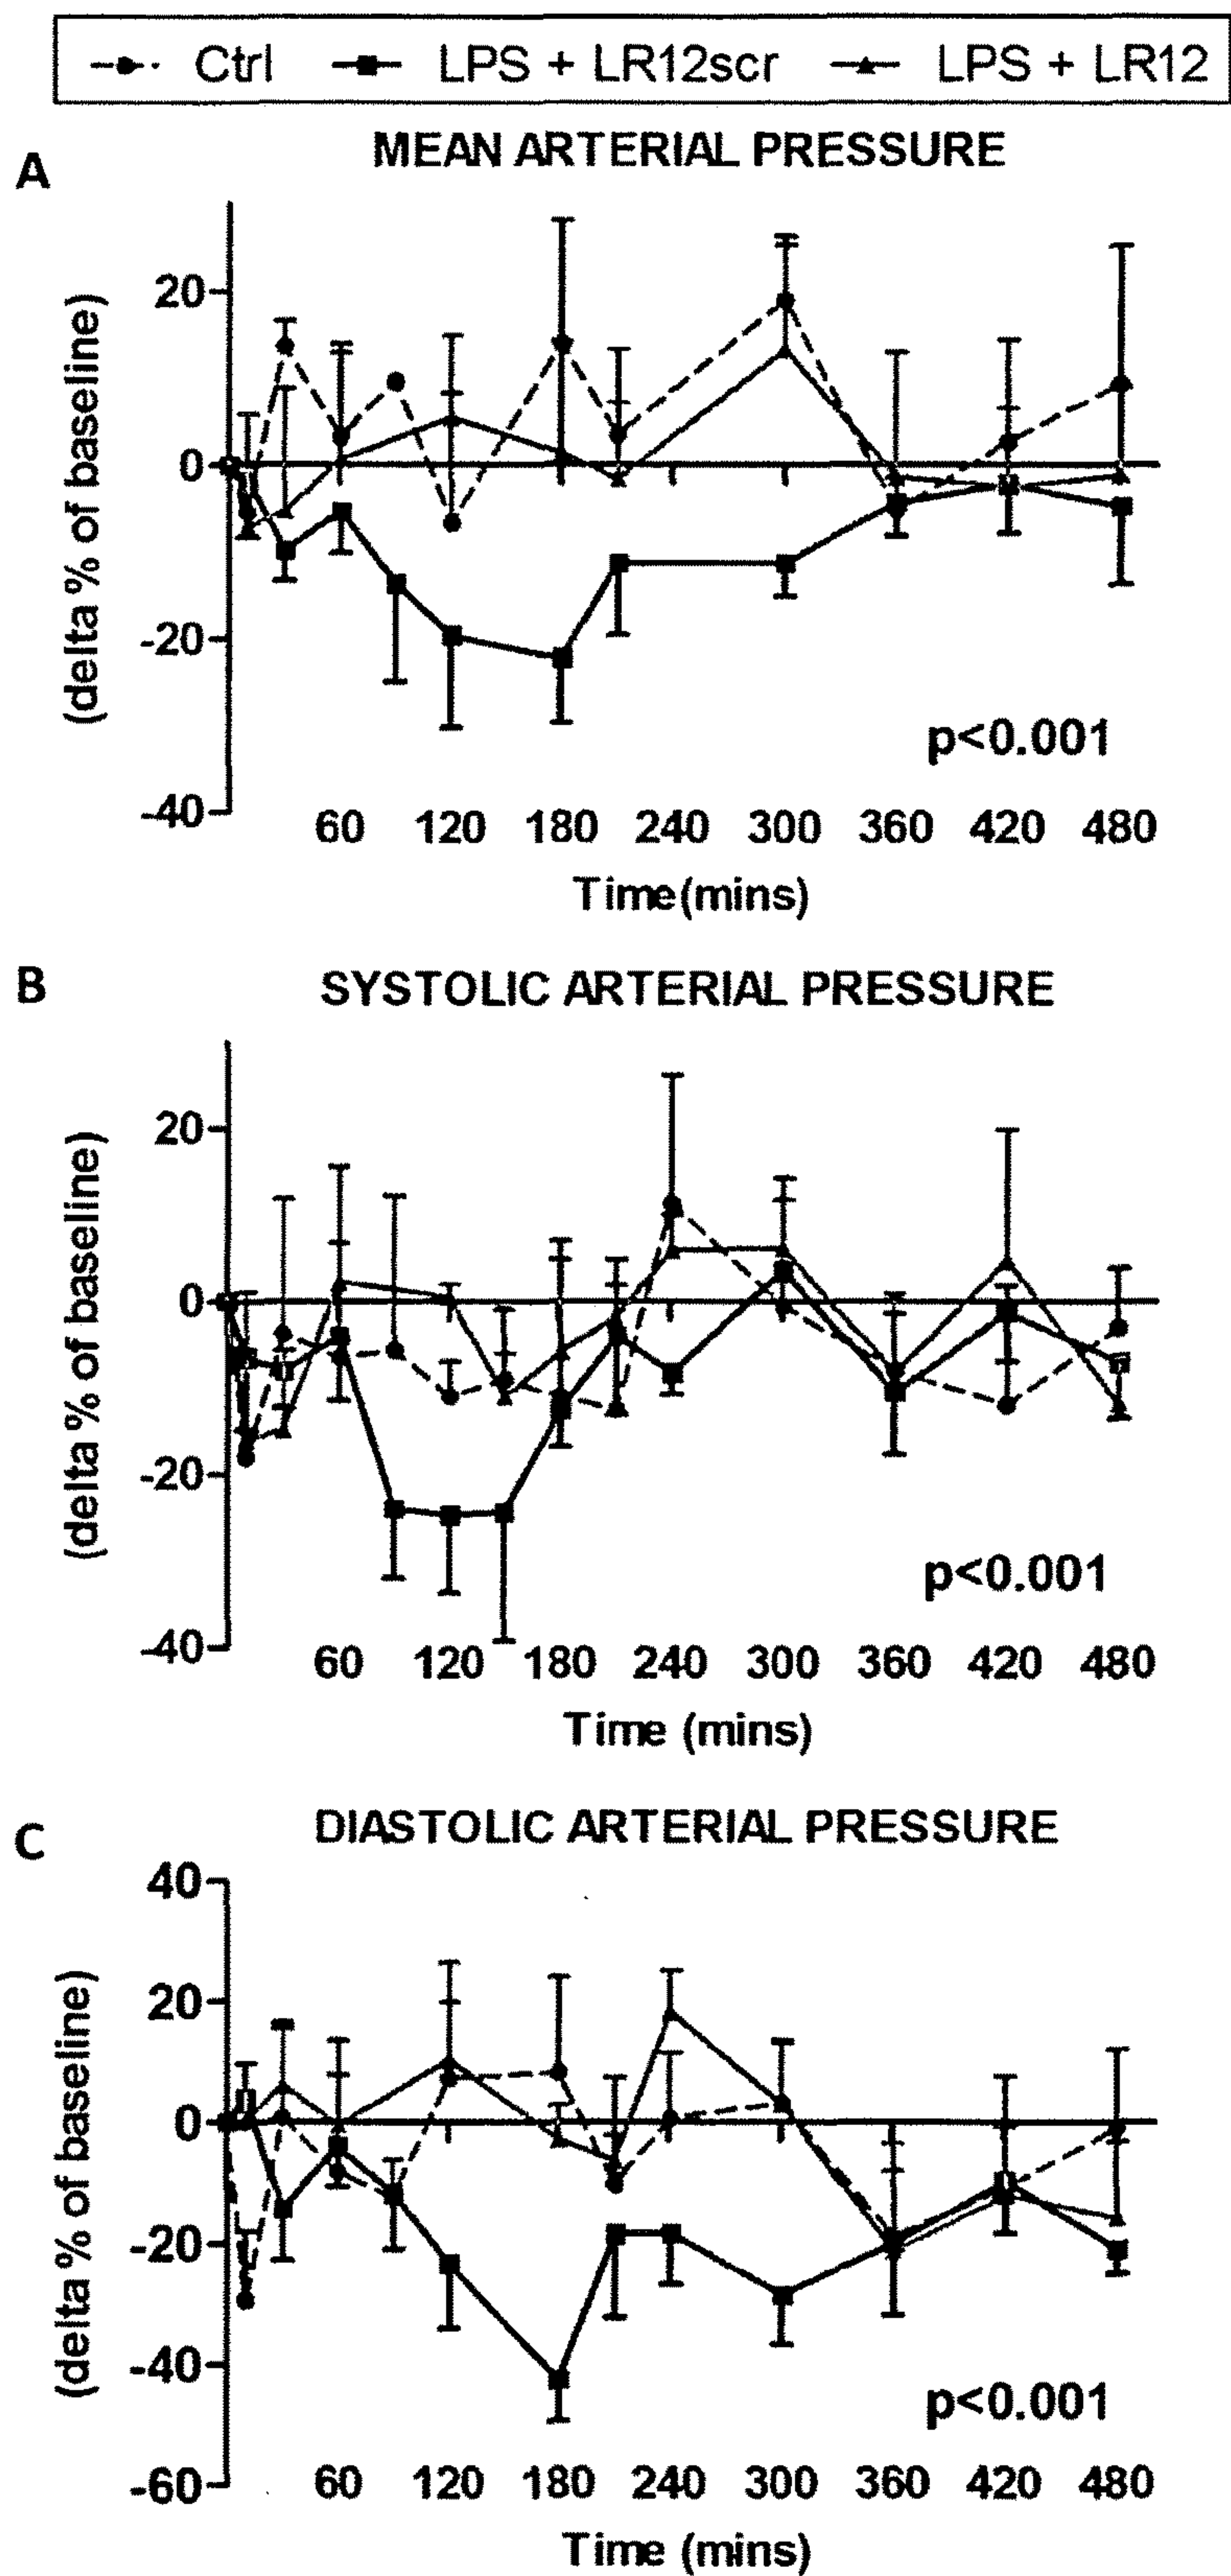 Ctrl LPS + LR12scr LPS + LR12
A
MEAN ARTERIAL PRESSURE
(delta % of baseline)
20
0
-20
-40
p<0.001
60 120 180 240 300 360 420 480
Time(mins)
B
SYSTOLIC ARTERIAL PRESSURE
(delta % of baseline)
20
0
-20
-40
p<0.001
60 120 180 240 300 360 420 480
Time (mins)
C
DIASTOLIC ARTERIAL PRESSURE
(delta % of baseline)
40
20
0
-20
-40
-60
p<0.001
60 120 180 240 300 360 420 480
Time (mins)